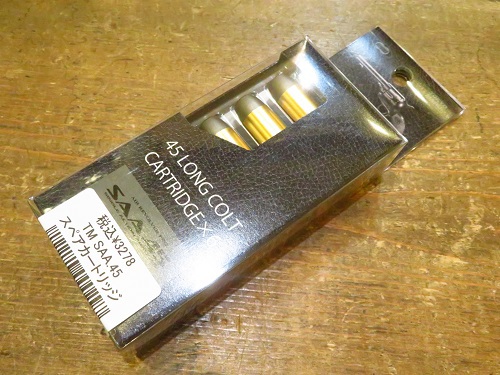 45 LONG COLT
CARTRIDGE×
SAA.45
税込¥3278
TM SAA.45
スペアカートリッジ